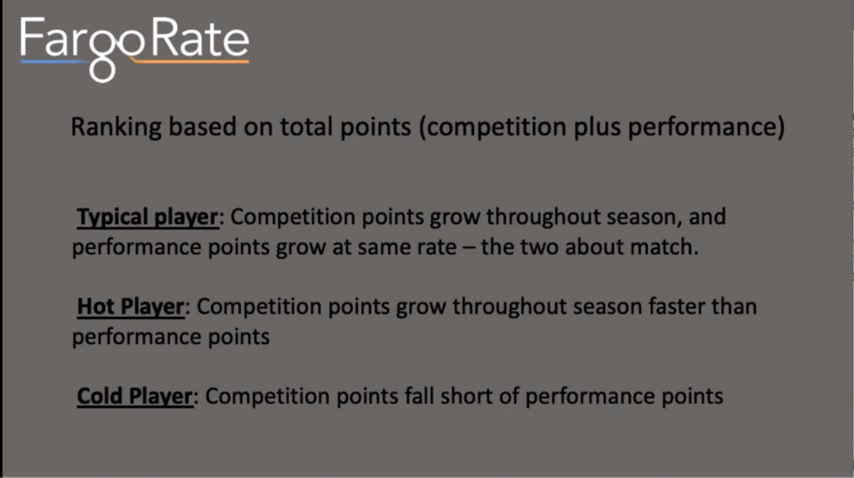 FargoRate
Ranking based on total points (competition plus performance)
Typical player: Competition points grow throughout season, and
performance points grow at same rate – the two about match.
Hot Player: Competition points grow throughout season faster than
performance points
Cold Player: Competition points fall short of performance points